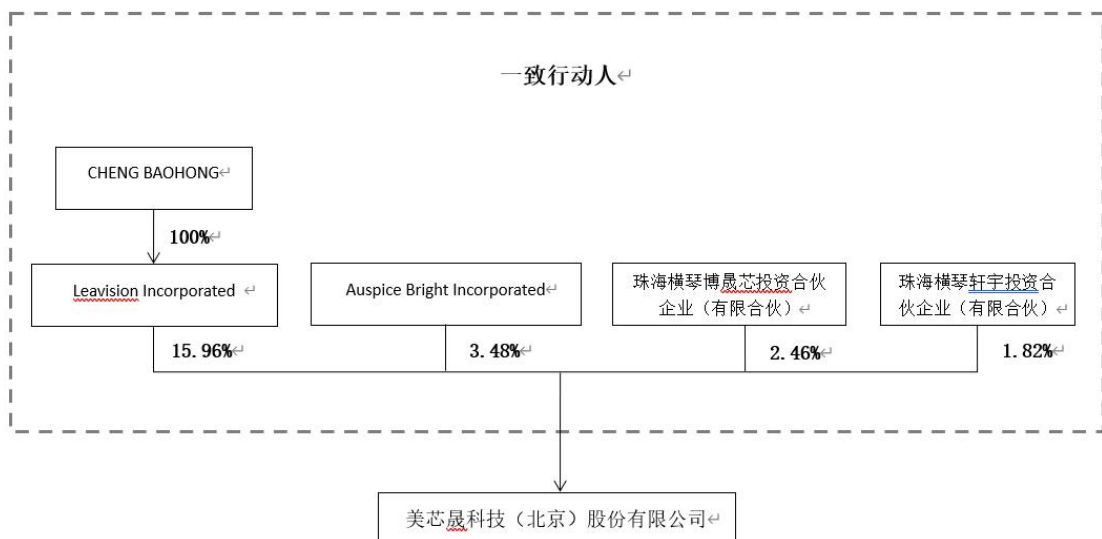 一致行动人
CHENG BAOHONG
100%
Leavision Incorporated
Auspice Bright Incorporated
珠海横琴博晟芯投资合伙
企业（有限合伙）
珠海横琴轩宇投资合
伙企业（有限合伙）
15.96%
3.48%
2.46%
1.82%
美芯晟科技（北京）股份有限公司